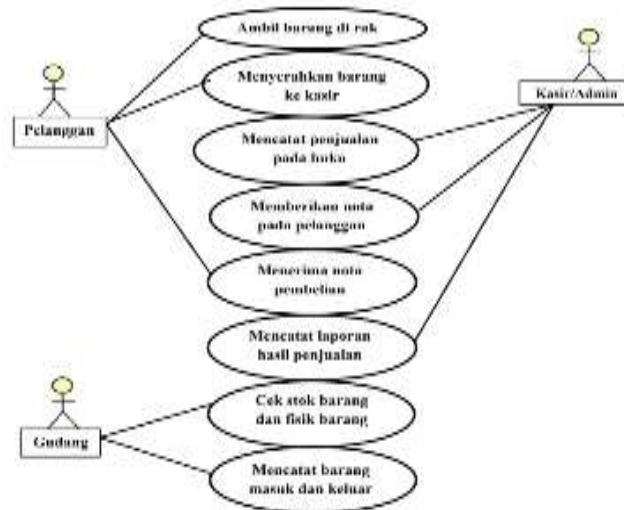 Ambil barang di rak
Menyerahkan barang
ke kasir
Pelanggan
Kasir/Admin
Mencatat penjualan
pada buku
Memberikan nota
pada pelanggan
Menerima nota
pembelian
Mencatat laporan
hasil penjualan
Cek stok barang
dan fisik barang
Gudang
Mencatat barang
masuk dan keluar